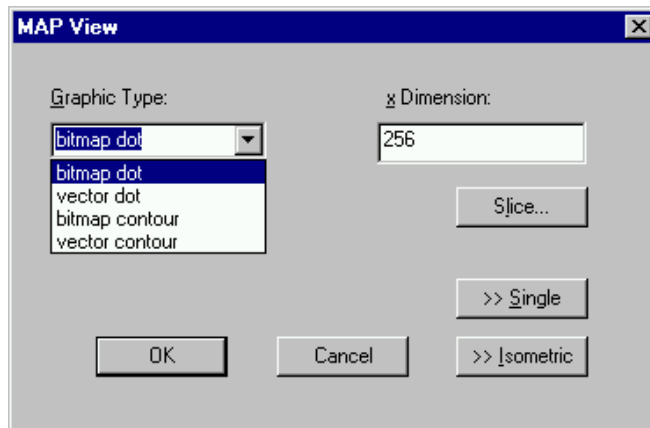 MAP View
Graphic Type:
x Dimension:
bitmap dot
256
bitmap dot
vector dot
bitmap contour
vector contour
Slice...
>> Single
OK
Cancel
>> Isometric